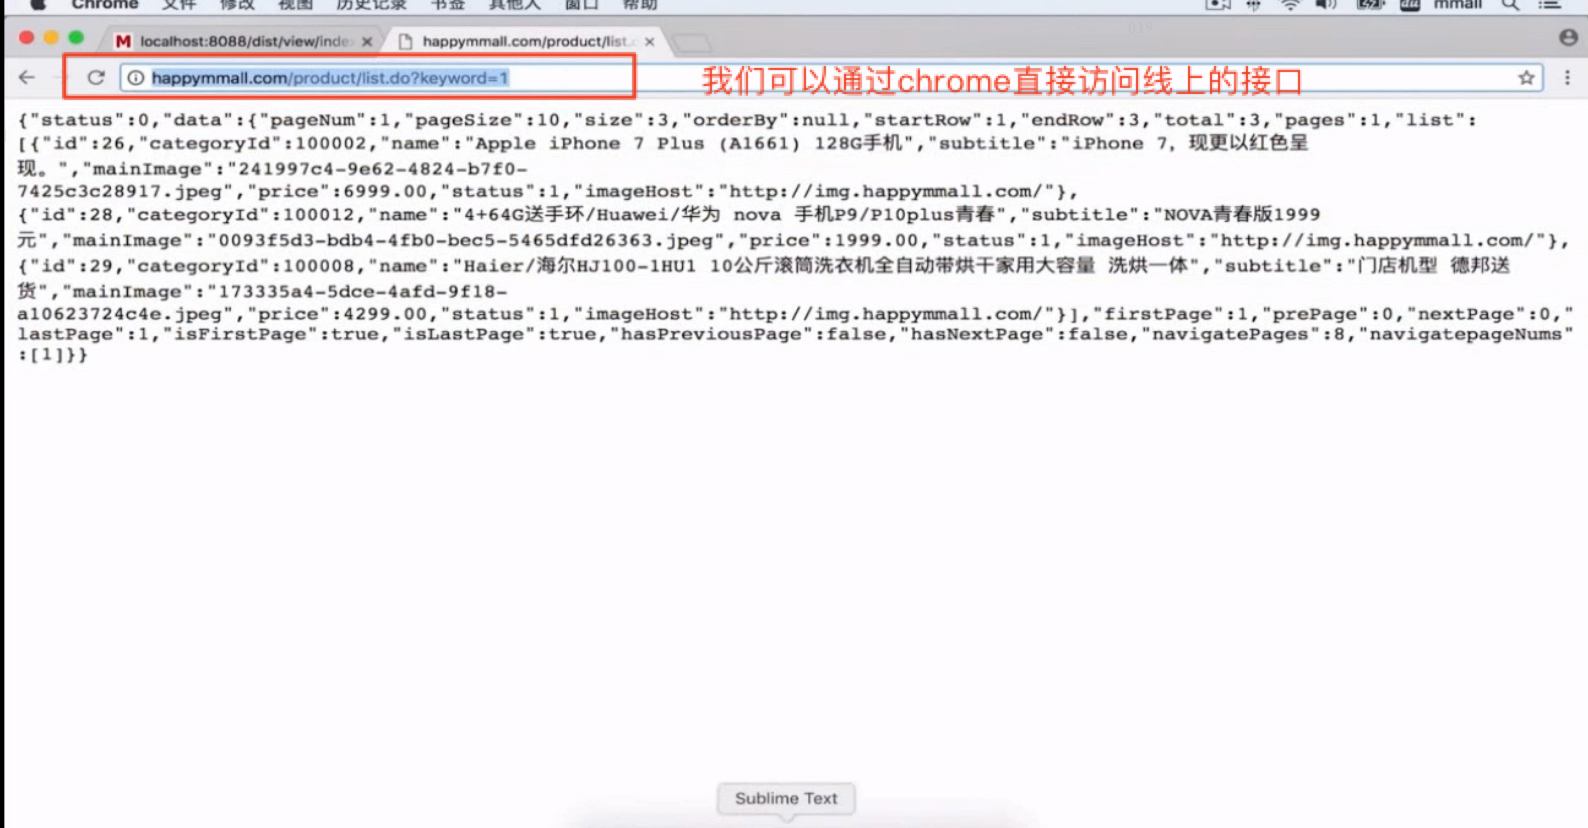 Chrome 文件 修改 视图 历史记录 书签 其他人 窗口 帮助 mmall
M localhost:8088/dist/view/inde happymmall.com/product/list.
happymmall.com/product/list.do?keyword=1 我们可以通过chrome直接访问线上的接口
{"status":0,"data":{"pageNum":1,"pageSize":10,"size":3,"orderBy":null,"startRow":1,"endRow":3,"total":3,"pages":1,"list":
[{"id":26,"categoryId":100002,"name":"Apple iPhone 7 Plus (A1661) 128G手机","subtitle":"iPhone 7，现更以红色呈
现。","mainImage":"241997c4-9e62-4824-b7f0-
7425c3c28917.jpeg","price":6999.00,"status":1,"imageHost":"http://img.happymmall.com/"},
{"id":28,"categoryId":100012,"name":"4+64G送手环/Huawei/华为 nova 手机P9/P10plus青春","subtitle":"NOVA青春版1999
元","mainImage":"0093f5d3-bdb4-4fb0-bec5-5465dfd26363.jpeg","price":1999.00,"status":1,"imageHost":"http://img.happymmall.com/"},
{"id":29,"categoryId":100008,"name":"Haier/海尔HJ100-1HU1 10公斤滚筒洗衣机全自动带烘干家用大容量 洗烘一体","subtitle":"门店机型 德邦送
货","mainImage":"173335a4-5dce-4afd-9f18-
a10623724c4e.jpeg","price":4299.00,"status":1,"imageHost":"http://img.happymmall.com/"}],"firstPage":1,"prePage":0,"nextPage":0,"
lastPage":1,"isFirstPage":true,"isLastPage":true,"hasPreviousPage":false,"hasNextPage":false,"navigatePages":8,"navigatepageNums"
:[1]}}
Sublime Text